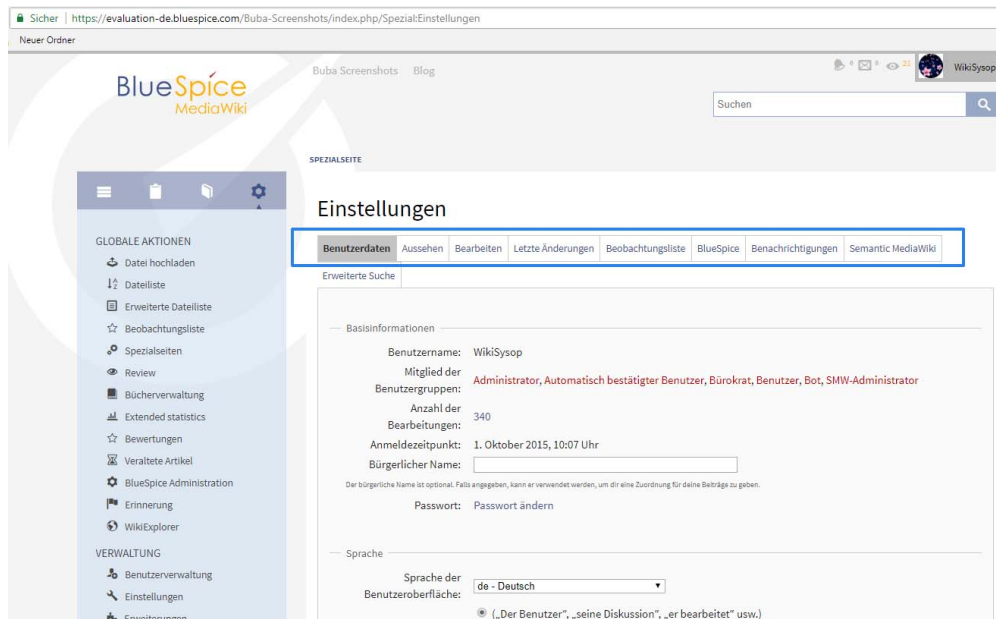 Sicher | https://evaluation-de.bluespice.com/Buba-Screenshots/index.php/Spezial:Einstellungen
Neuer Ordner
BlueSpice
MediaWiki
Buba Screenshots Blog
WikiSysop
Suchen
SPEZIALSEITE
Einstellungen
Benutzerdaten Aussehen Bearbeiten Letzte Änderungen Beobachtungsliste BlueSpice Benachrichtigungen Semantic MediaWiki
Erweiterte Suche
GLOBALE AKTIONEN
Datei hochladen
Dateiliste
Erweiterte Dateiliste
Beobachtungsliste
Spezialseiten
Review
Bücherverwaltung
Extended statistics
Bewertungen
Veraltete Artikel
BlueSpice Administration
Erinnerung
WikiExplorer
VERWALTUNG
Benutzerverwaltung
Einstellungen
Erweiterungen
Basisinformationen
Benutzername: WikiSysop
Mitglied der
Benutzergruppen:
Administrator, Automatisch bestätigter Benutzer, Bürokrat, Benutzer, Bot, SMW-Administrator
Anzahl der
Bearbeitungen:
340
Anmeldezeitpunkt: 1. Oktober 2015, 10:07 Uhr
Bürgerlicher Name:
Der bürgerliche Name ist optional. Falls angegeben, kann er verwendet werden, um dir eine Zuordnung für deine Beiträge zu geben.
Passwort: Passwort ändern
Sprache
Sprache der
Benutzeroberfläche:
de - Deutsch
(„Der Benutzer", „seine Diskussion", „er bearbeitet" usw.)